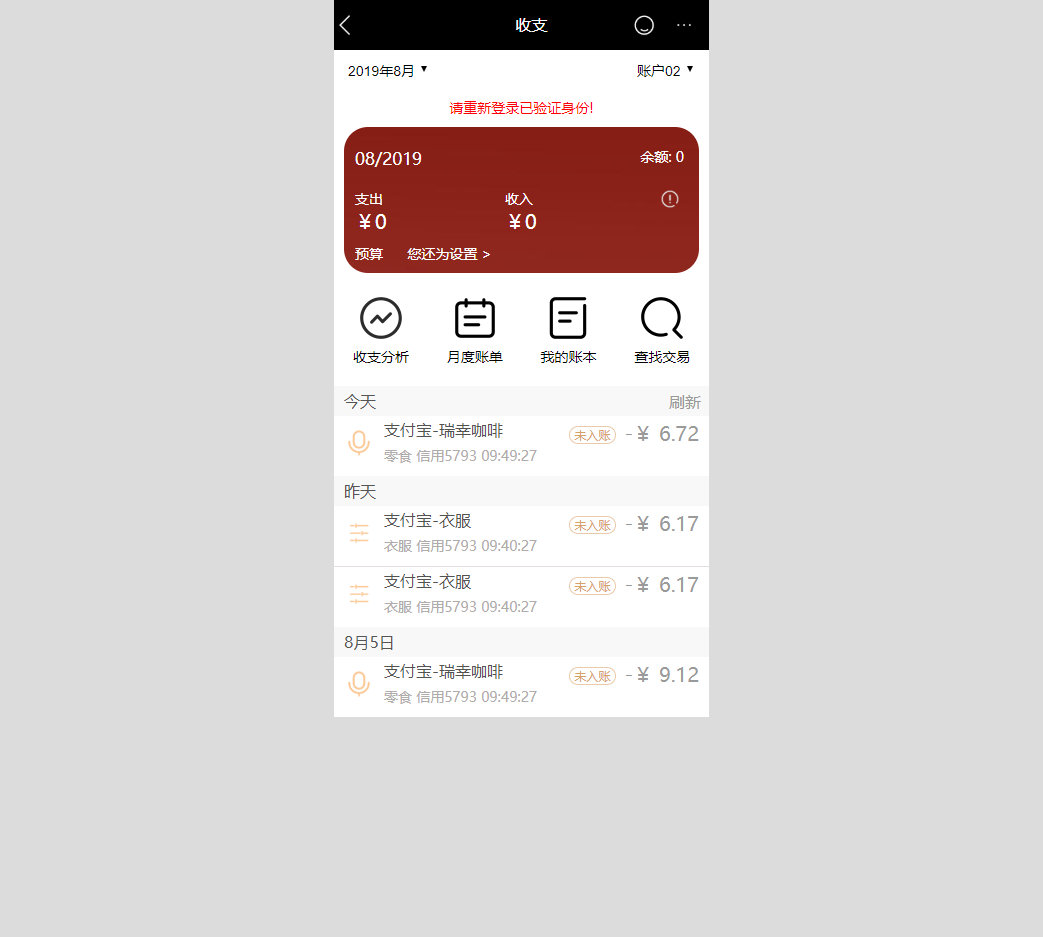 收支
2019年8月 ▼ 账户02 ▼
请重新登录已验证身份!
08/2019 余额: 0
支出 收入
￥0 ￥0
预算 您还为设置 >
收支分析 月度账单 我的账本 查找交易
今天 刷新
支付宝-瑞幸咖啡 未入账 -￥ 6.72
零食 信用5793 09:49:27
昨天
支付宝-衣服 未入账 -￥ 6.17
衣服 信用5793 09:40:27
支付宝-衣服 未入账 -￥ 6.17
衣服 信用5793 09:40:27
8月5日
支付宝-瑞幸咖啡 未入账 -￥ 9.12
零食 信用5793 09:49:27